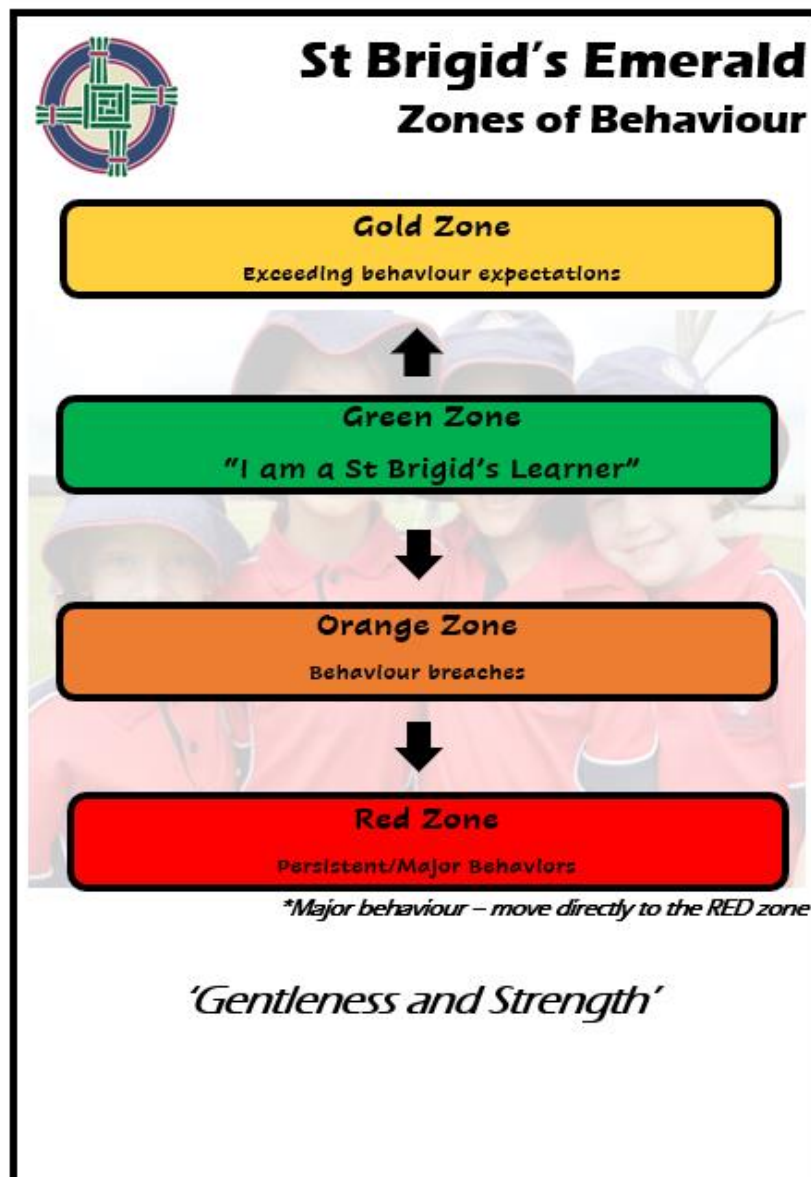 St Brigid's Emerald
Zones of Behaviour
Gold Zone
Exceeding behaviour expectations
Green Zone
"I am a St Brigid's Learner"
Orange Zone
Behaviour breaches
Red Zone
Persistent/Major Behaviors
*Major behaviour – move directly to the RED zone
'Gentleness and Strength'